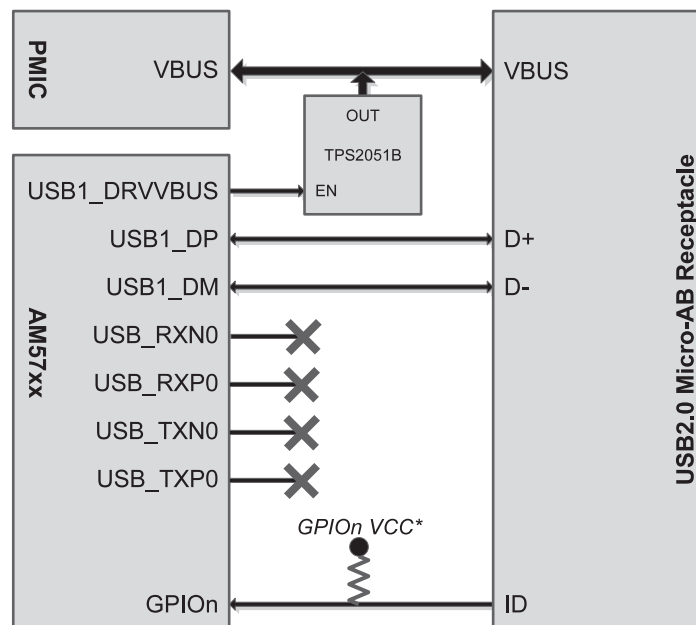 PMIC
VBUS
VBUS
OUT
TPS2051B
EN
USB1_DRVVBUS
USB1_DP
D+
USB1_DM
D-
USB_RXN0
USB_RXP0
USB_TXN0
USB_TXP0
AM57xx
USB2.0 Micro-AB Receptacle
GPIOn VCC*
GPIOn
ID